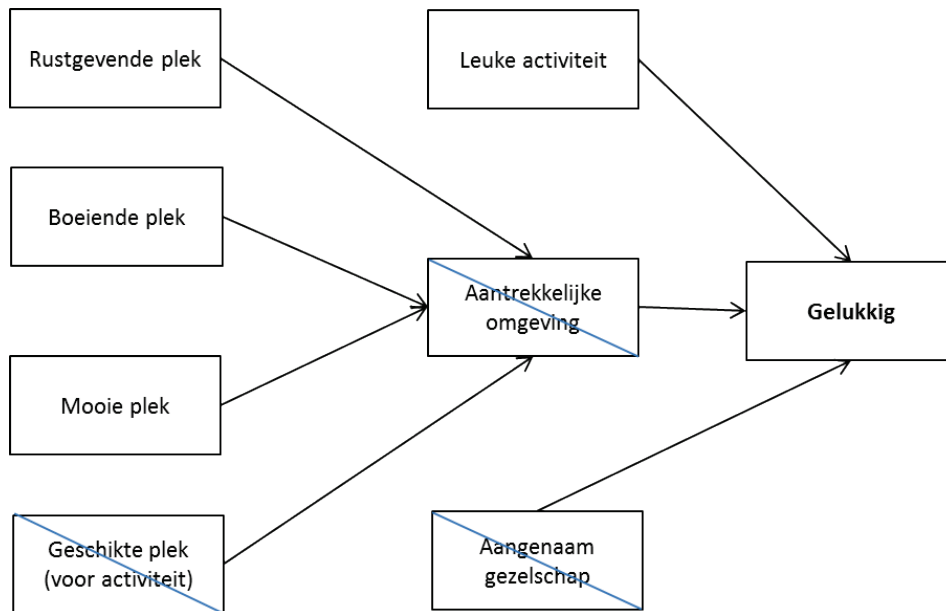 Rustgevende plek
Leuke activiteit
Boeiende plek
Aantrekkelijke
omgeving
Gelukkig
Mooie plek
Geschikte plek
(voor activiteit)
Aangenaam
gezelschap